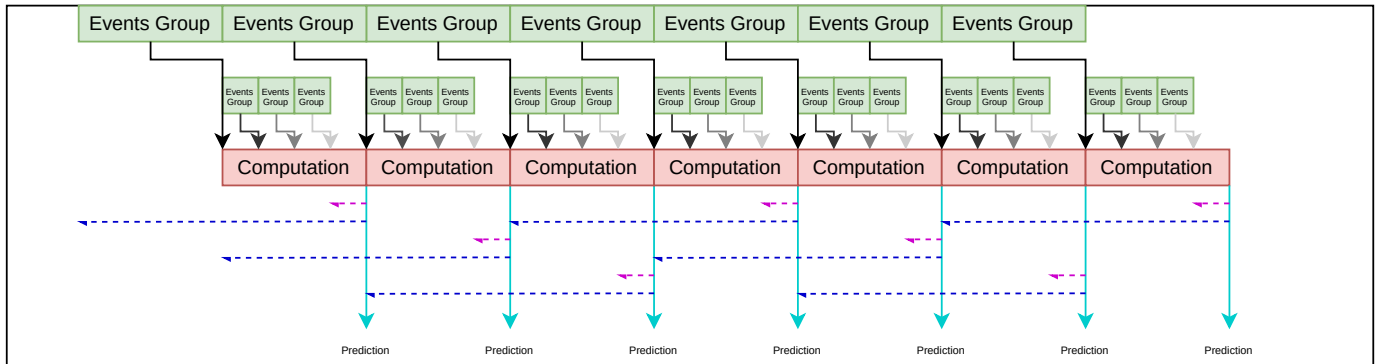 Events Group Events Group Events Group Events Group Events Group Events Group Events Group
Events Events Events Events Events Events Events Events Events Events Events Events Events Events Events Events Events Events Events Events Events
Group Group Group Group Group Group Group Group Group Group Group Group Group Group Group Group Group Group Group Group Group
Computation Computation Computation Computation Computation Computation Computation
Prediction Prediction Prediction Prediction Prediction Prediction Prediction